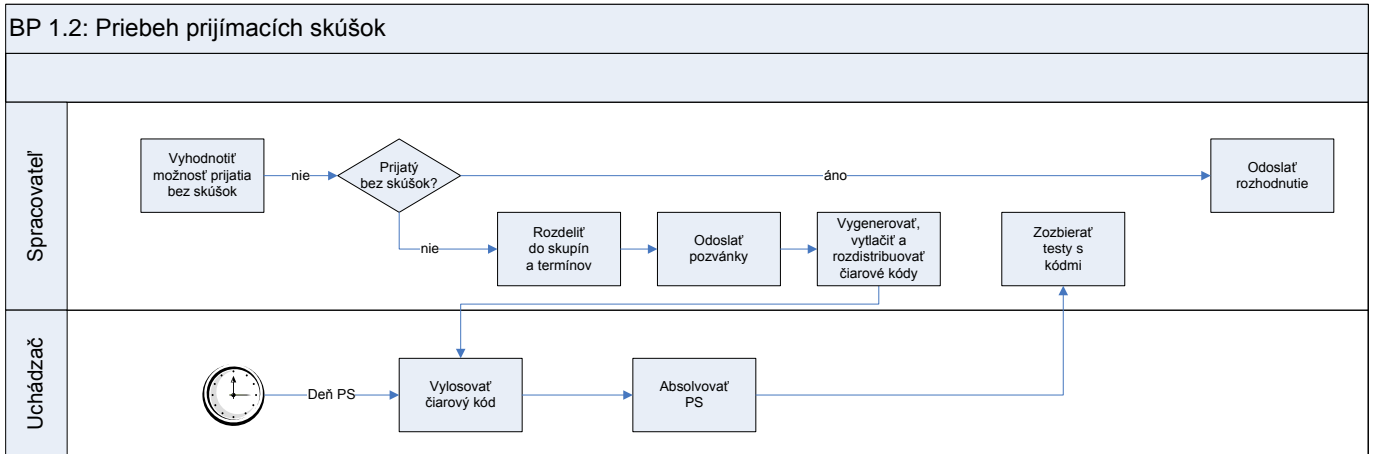 BP 1.2: Priebeh prijímacích skúšok
Spracovateľ
Vyhodnotiť
možnosť prijatia
bez skúšok
nie
Prijatý
bez skúšok?
áno
Odoslať
rozhodnutie
nie
Rozdeliť
do skupín
a termínov
Odoslať
pozvánky
Vygenerovať,
vytlačiť a
rozdistribuovať
čiarové kódy
Zozbierať
testy s
kódmi
Uchádzač
Deň PS
Vylosovať
čiarový kód
Absolvovať
PS